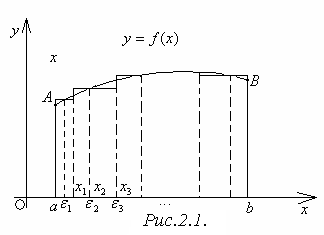 y
y = f(x)
x
A
B
x₁ x₂ x₃
O a ε₁ ε₂ ε₃ ... b x
Рис.2.1.